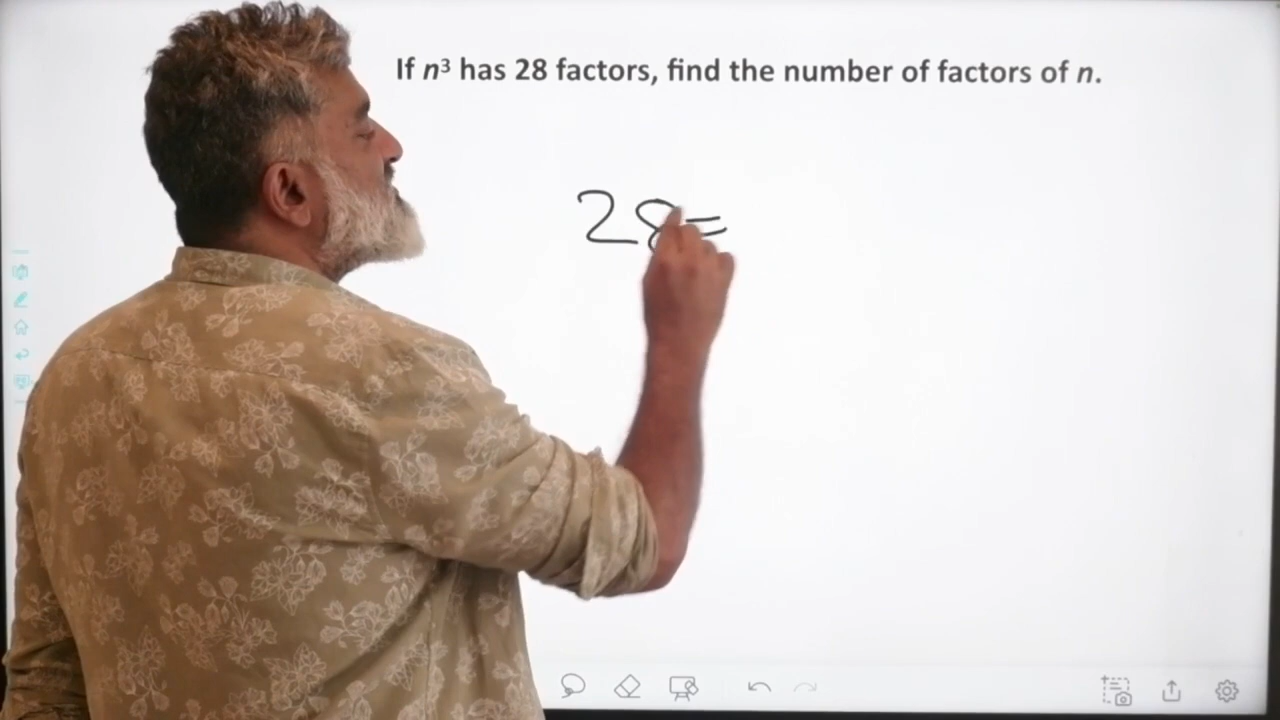 If n³ has 28 factors, find the number of factors of n.
28=